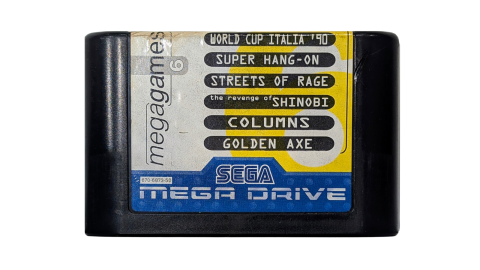 WORLD CUP ITALIA '90
SUPER HANG-ON
STREETS OF RAGE
the revenge of SHINOBI
COLUMNS
GOLDEN AXE
megagames
6
SEGA
MEGA DRIVE